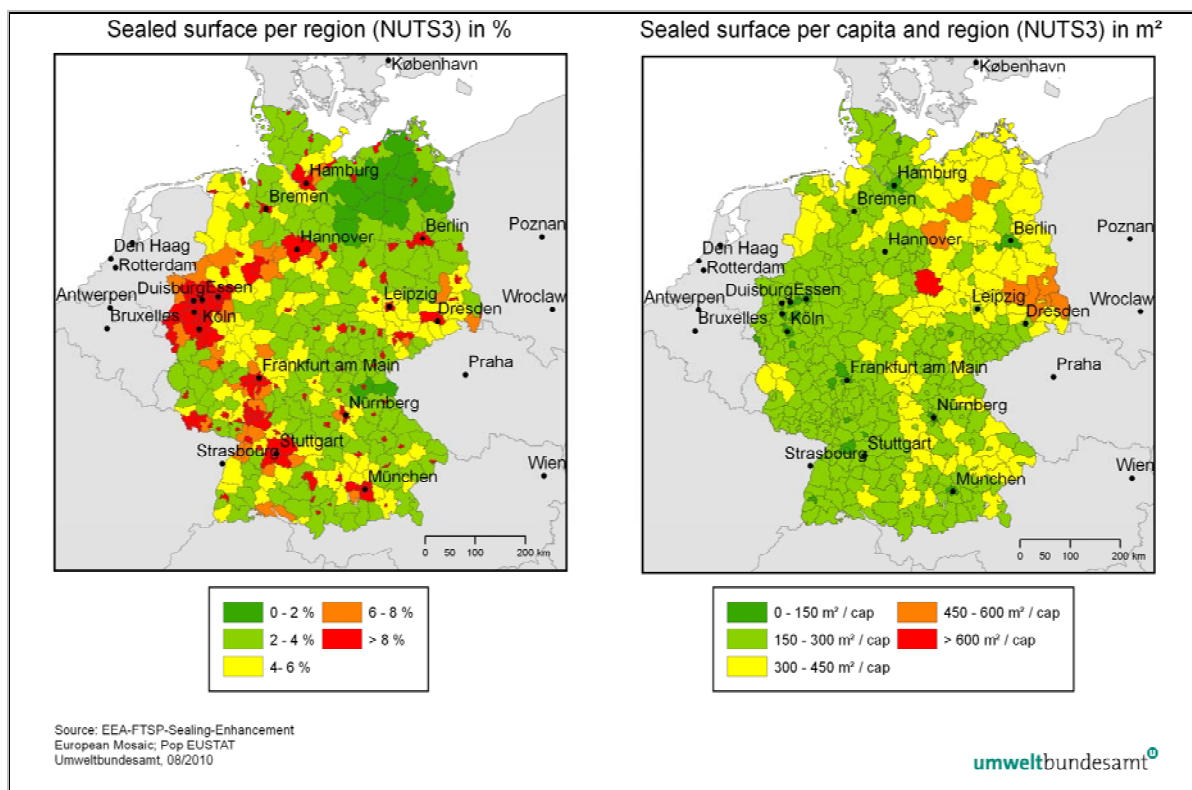 Sealed surface per region (NUTS3) in %
København
Hamburg
Bremen
Berlin
Poznan
Hannover
Den Haag
Rotterdam
Duisburg
Essen
Antwerpen
Leipzig
Wroclaw
Bruxelles
Köln
Dresden
Frankfurt am Main
Praha
Nürnberg
Stuttgart
Strasbourg
Wien
München
0 50 100 200 km
0 - 2 %
6 - 8 %
2 - 4 %
> 8 %
4- 6 %
Sealed surface per capita and region (NUTS3) in m²
København
Hamburg
Bremen
Berlin
Poznan
Hannover
Den Haag
Rotterdam
Duisburg
Essen
Antwerpen
Leipzig
Wroclaw
Bruxelles
Köln
Dresden
Frankfurt am Main
Praha
Nürnberg
Stuttgart
Strasbourg
Wien
München
0 50 100 200 km
0 - 150 m² / cap
450 - 600 m² / cap
150 - 300 m² / cap
> 600 m² / cap
300 - 450 m² / cap
Source: EEA-FTSP-Sealing-Enhancement
European Mosaic; Pop EUSTAT
Umweltbundesamt, 08/2010
umweltbundesamt